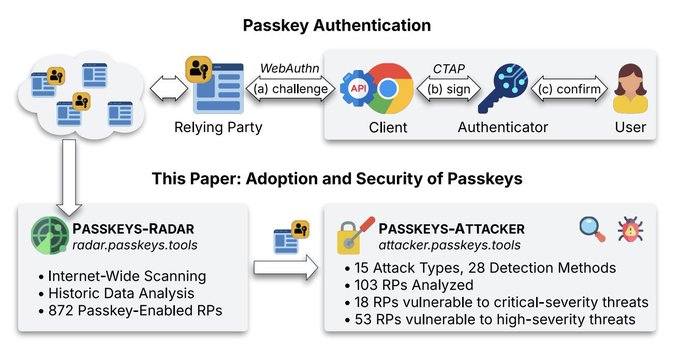 Passkey Authentication
WebAuthn
(a) challenge
API
CTAP
(b) sign
(c) confirm
Relying Party
Client
Authenticator
User
This Paper: Adoption and Security of Passkeys
PASSKEYS-RADAR
radar.passkeys.tools
• Internet-Wide Scanning
• Historic Data Analysis
• 872 Passkey-Enabled RPs
PASSKEYS-ATTACKER
attacker.passkeys.tools
• 15 Attack Types, 28 Detection Methods
• 103 RPs Analyzed
• 18 RPs vulnerable to critical-severity threats
• 53 RPs vulnerable to high-severity threats